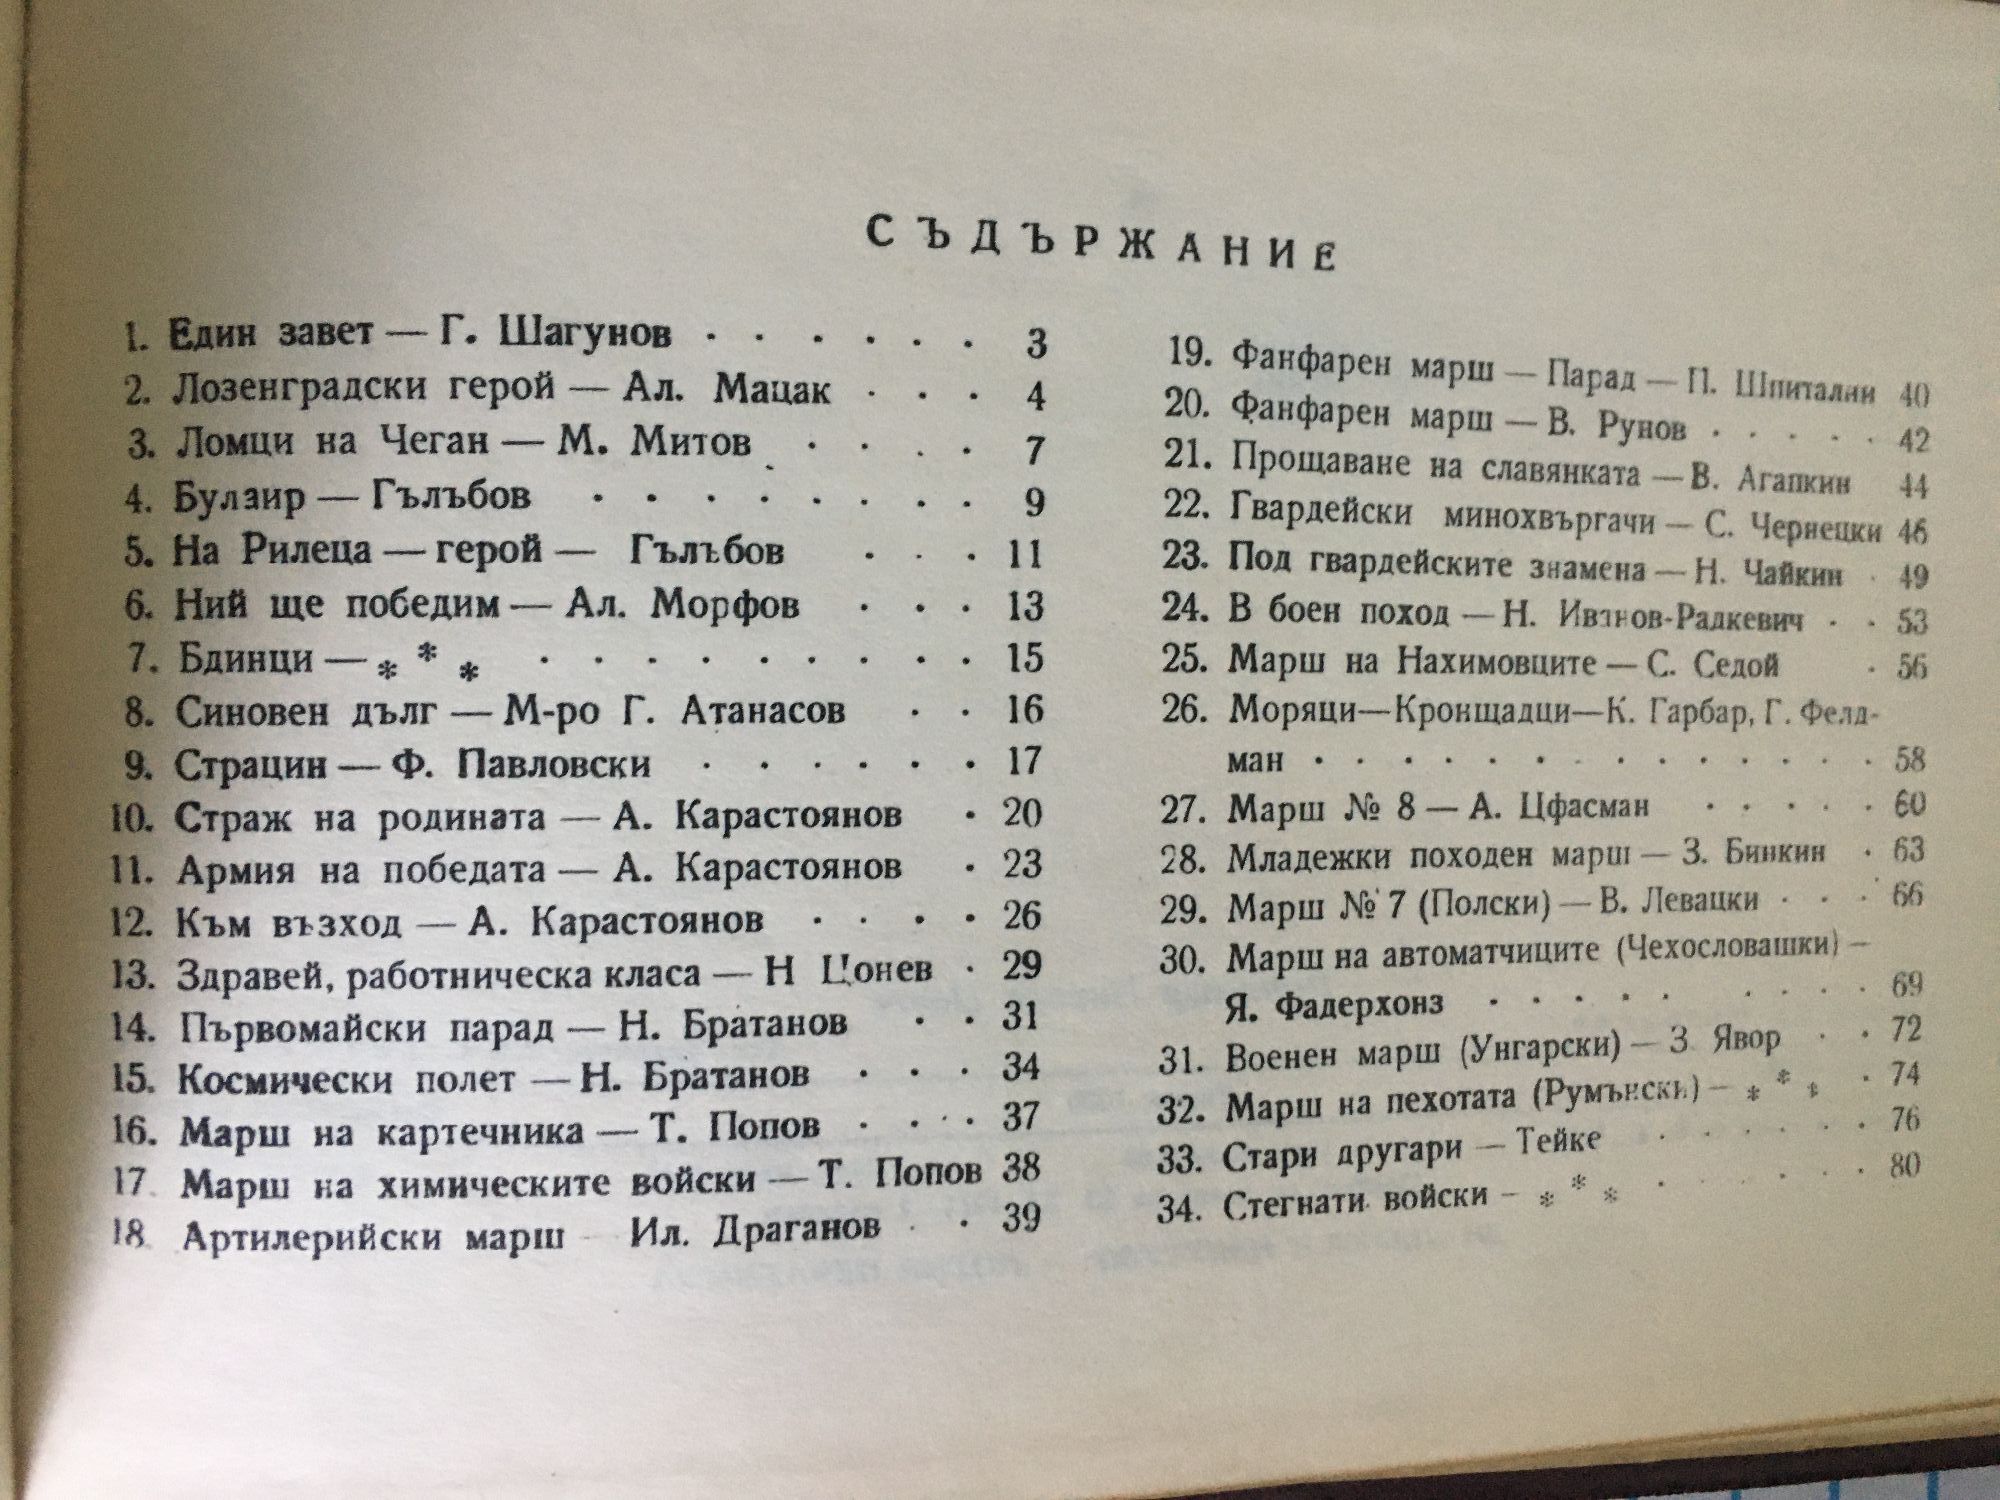 СЪДЪРЖАНИЕ
1. Един завет — Г. Шагунов . . . . . . 3
2. Лозенградски герой — Ал. Мацак . . . 4
3. Ломци на Чеган — М. Митов . . . . 7
4. Булаир — Гълъбов . . . . . . . . 9
5. На Рилеца — герой — Гълъбов . . . 11
6. Ний ще победим — Ал. Морфов . . . 13
7. Бдинци — * * * . . . . . . . . . 15
8. Синовен дълг — М-ро Г. Атанасов . . 16
9. Страцин — Ф. Павловски . . . . . . 17
10. Страж на родината — А. Карастоянов . 20
11. Армия на победата — А. Карастоянов . 23
12. Към възход — А. Карастоянов . . . . 26
13. Здравей, работническа класа — Н Цонев . 29
14. Първомайски парад — Н. Братанов . . 31
15. Космически полет — Н. Братанов . . . 34
16. Марш на картечника — Т. Попов . . . 37
17. Марш на химическите войски — Т. Попов 38
18. Артилерийски марш Ил. Драганов . . 39
19. Фанфарен марш — Парад — П. Шпитални 40
20. Фанфарен марш — В. Рунов . . . . . 42
21. Прощаване на славянката — В. Агапкин 44
22. Гвардейски минохвъргачи — С. Чернецки 46
23. Под гвардейските знамена — Н. Чайкин . 49
24. В боен поход — Н. Иванов-Радкевич . . 53
25. Марш на Нахимовците — С. Седой . 56
26. Моряци—Кронщадци—К. Гарбар, Г. Фелд-
ман . . . . . . . . . . . . . 58
27. Марш № 8 — А. Цфасман . . . . . 60
28. Младежки походен марш — З. Бинкин . 63
29. Марш № 7 (Полски) — В. Левацки . . . 66
30. Марш на автоматчиците (Чехословашки) —
Я. Фадерхонз . . . . . . . . . 69
31. Военен марш (Унгарски) — З. Явор . . 72
32. Марш на пехотата (Румънски) — * * * . 74
33. Стари другари — Тейке . . . . . . 76
34. Стегнати войски — * * * . . . . . 80